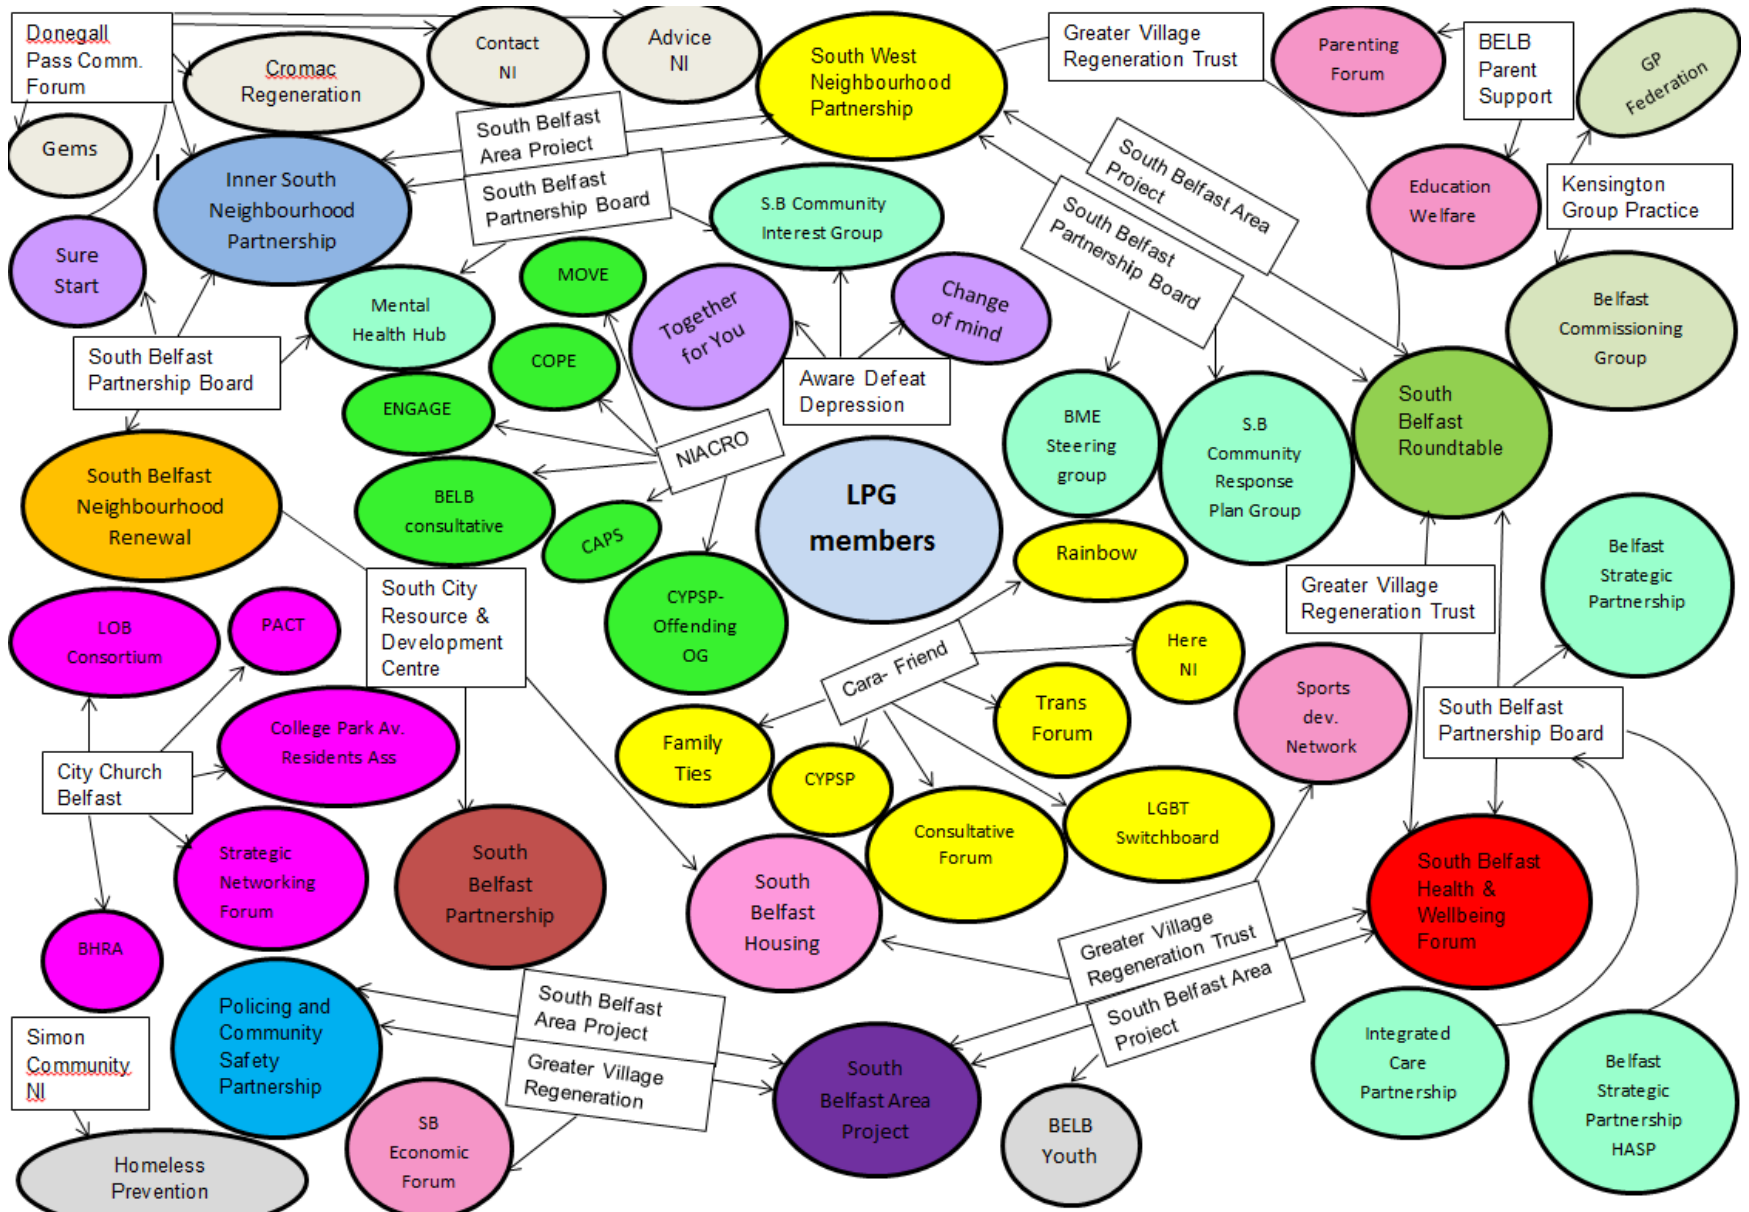 Donegall
Pass Comm.
Forum
Cromac
Regeneration
Contact
NI
Advice
NI
South West
Neighbourhood
Partnership
Greater Village
Regeneration Trust
Parenting
Forum
BELB
Parent
Support
GP
Federation
Gems
South Belfast
Area Project
South Belfast
Partnership Board
Inner South
Neighbourhood
Partnership
S.B Community
Interest Group
South Belfast Area
Project
South Belfast
Partnership Board
Education
Welfare
Kensington
Group Practice
Sure
Start
MOVE
Mental
Health Hub
Together
for You
Change
of mind
Belfast
Commissioning
Group
South Belfast
Partnership Board
COPE
Aware Defeat
Depression
ENGAGE
NIACRO
BME
Steering
group
S.B
Community
Response
Plan Group
South
Belfast
Roundtable
South Belfast
Neighbourhood
Renewal
BELB
consultative
CAPS
LPG
members
Rainbow
Belfast
Strategic
Partnership
South City
Resource &
Development
Centre
CYPSP-
Offending
OG
Greater Village
Regeneration Trust
LOB
Consortium
PACT
Cara- Friend
Here
NI
Trans
Forum
Sports
dev.
Network
South Belfast
Partnership Board
College Park Av.
Residents Ass
Family
Ties
CYPSP
City Church
Belfast
Consultative
Forum
LGBT
Switchboard
Strategic
Networking
Forum
South
Belfast
Partnership
South
Belfast
Housing
South Belfast
Health &
Wellbeing
Forum
BHRA
Greater Village
Regeneration Trust
South Belfast Area
Project
Policing and
Community
Safety
Partnership
South Belfast
Area Project
Greater Village
Regeneration
Simon
Community
NI
South
Belfast Area
Project
Integrated
Care
Partnership
Belfast
Strategic
Partnership
HASP
SB
Economic
Forum
BELB
Youth
Homeless
Prevention